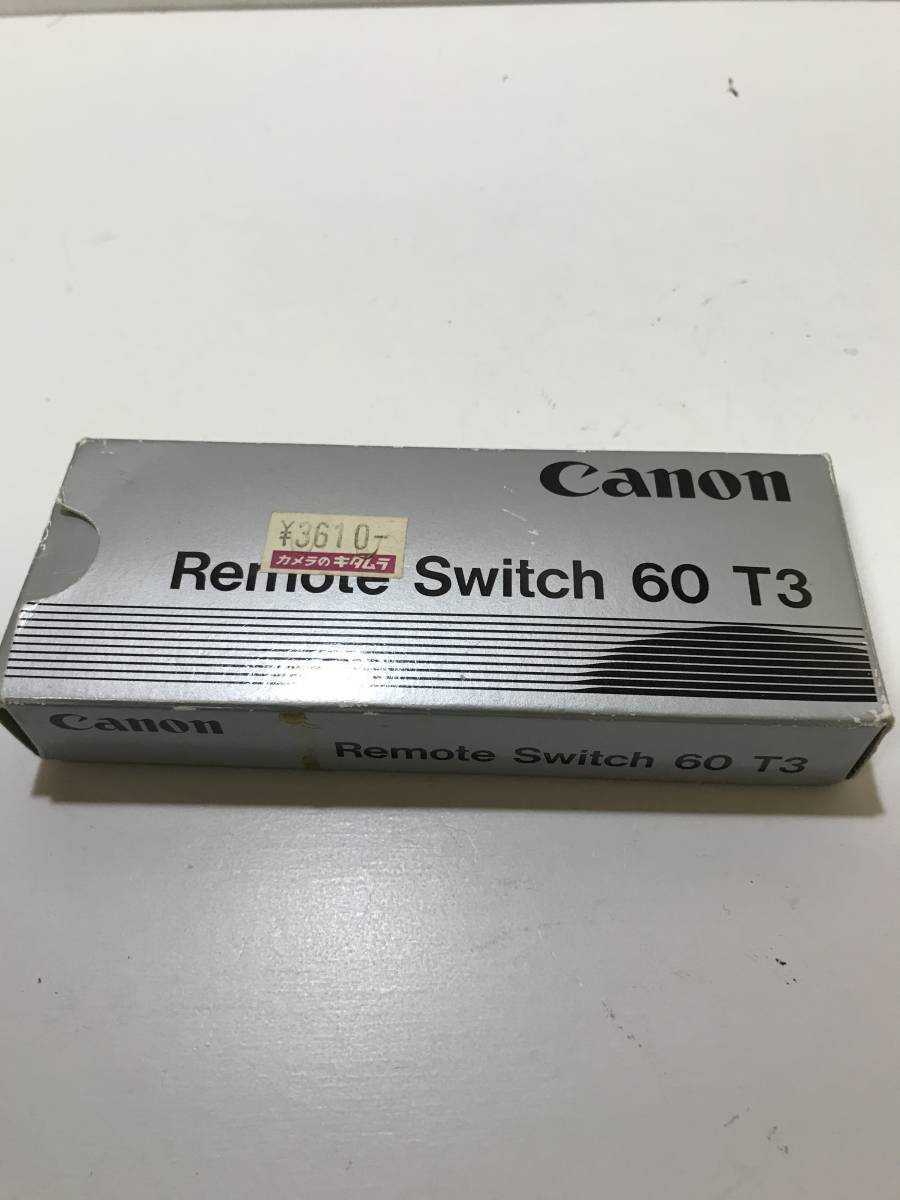 Canon
¥3610-
カメラのキタムラ
Remote Switch 60 T3
Canon
Remote Switch 60 T3